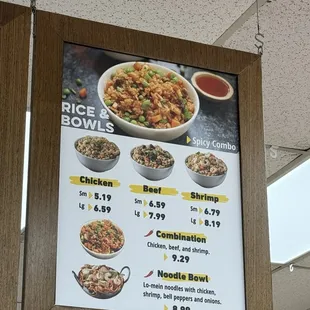 RICE &
BOWLS
Spicy Combo
Chicken Beef Shrimp
Sm 5.19 Sm 6.59 Sm 6.79
Lg 6.59 Lg 7.99 Lg 8.19
Combination
Chicken, beef, and shrimp.
9.29
Noodle Bowl
Lo-mein noodles with chicken,
shrimp, bell peppers and onions.